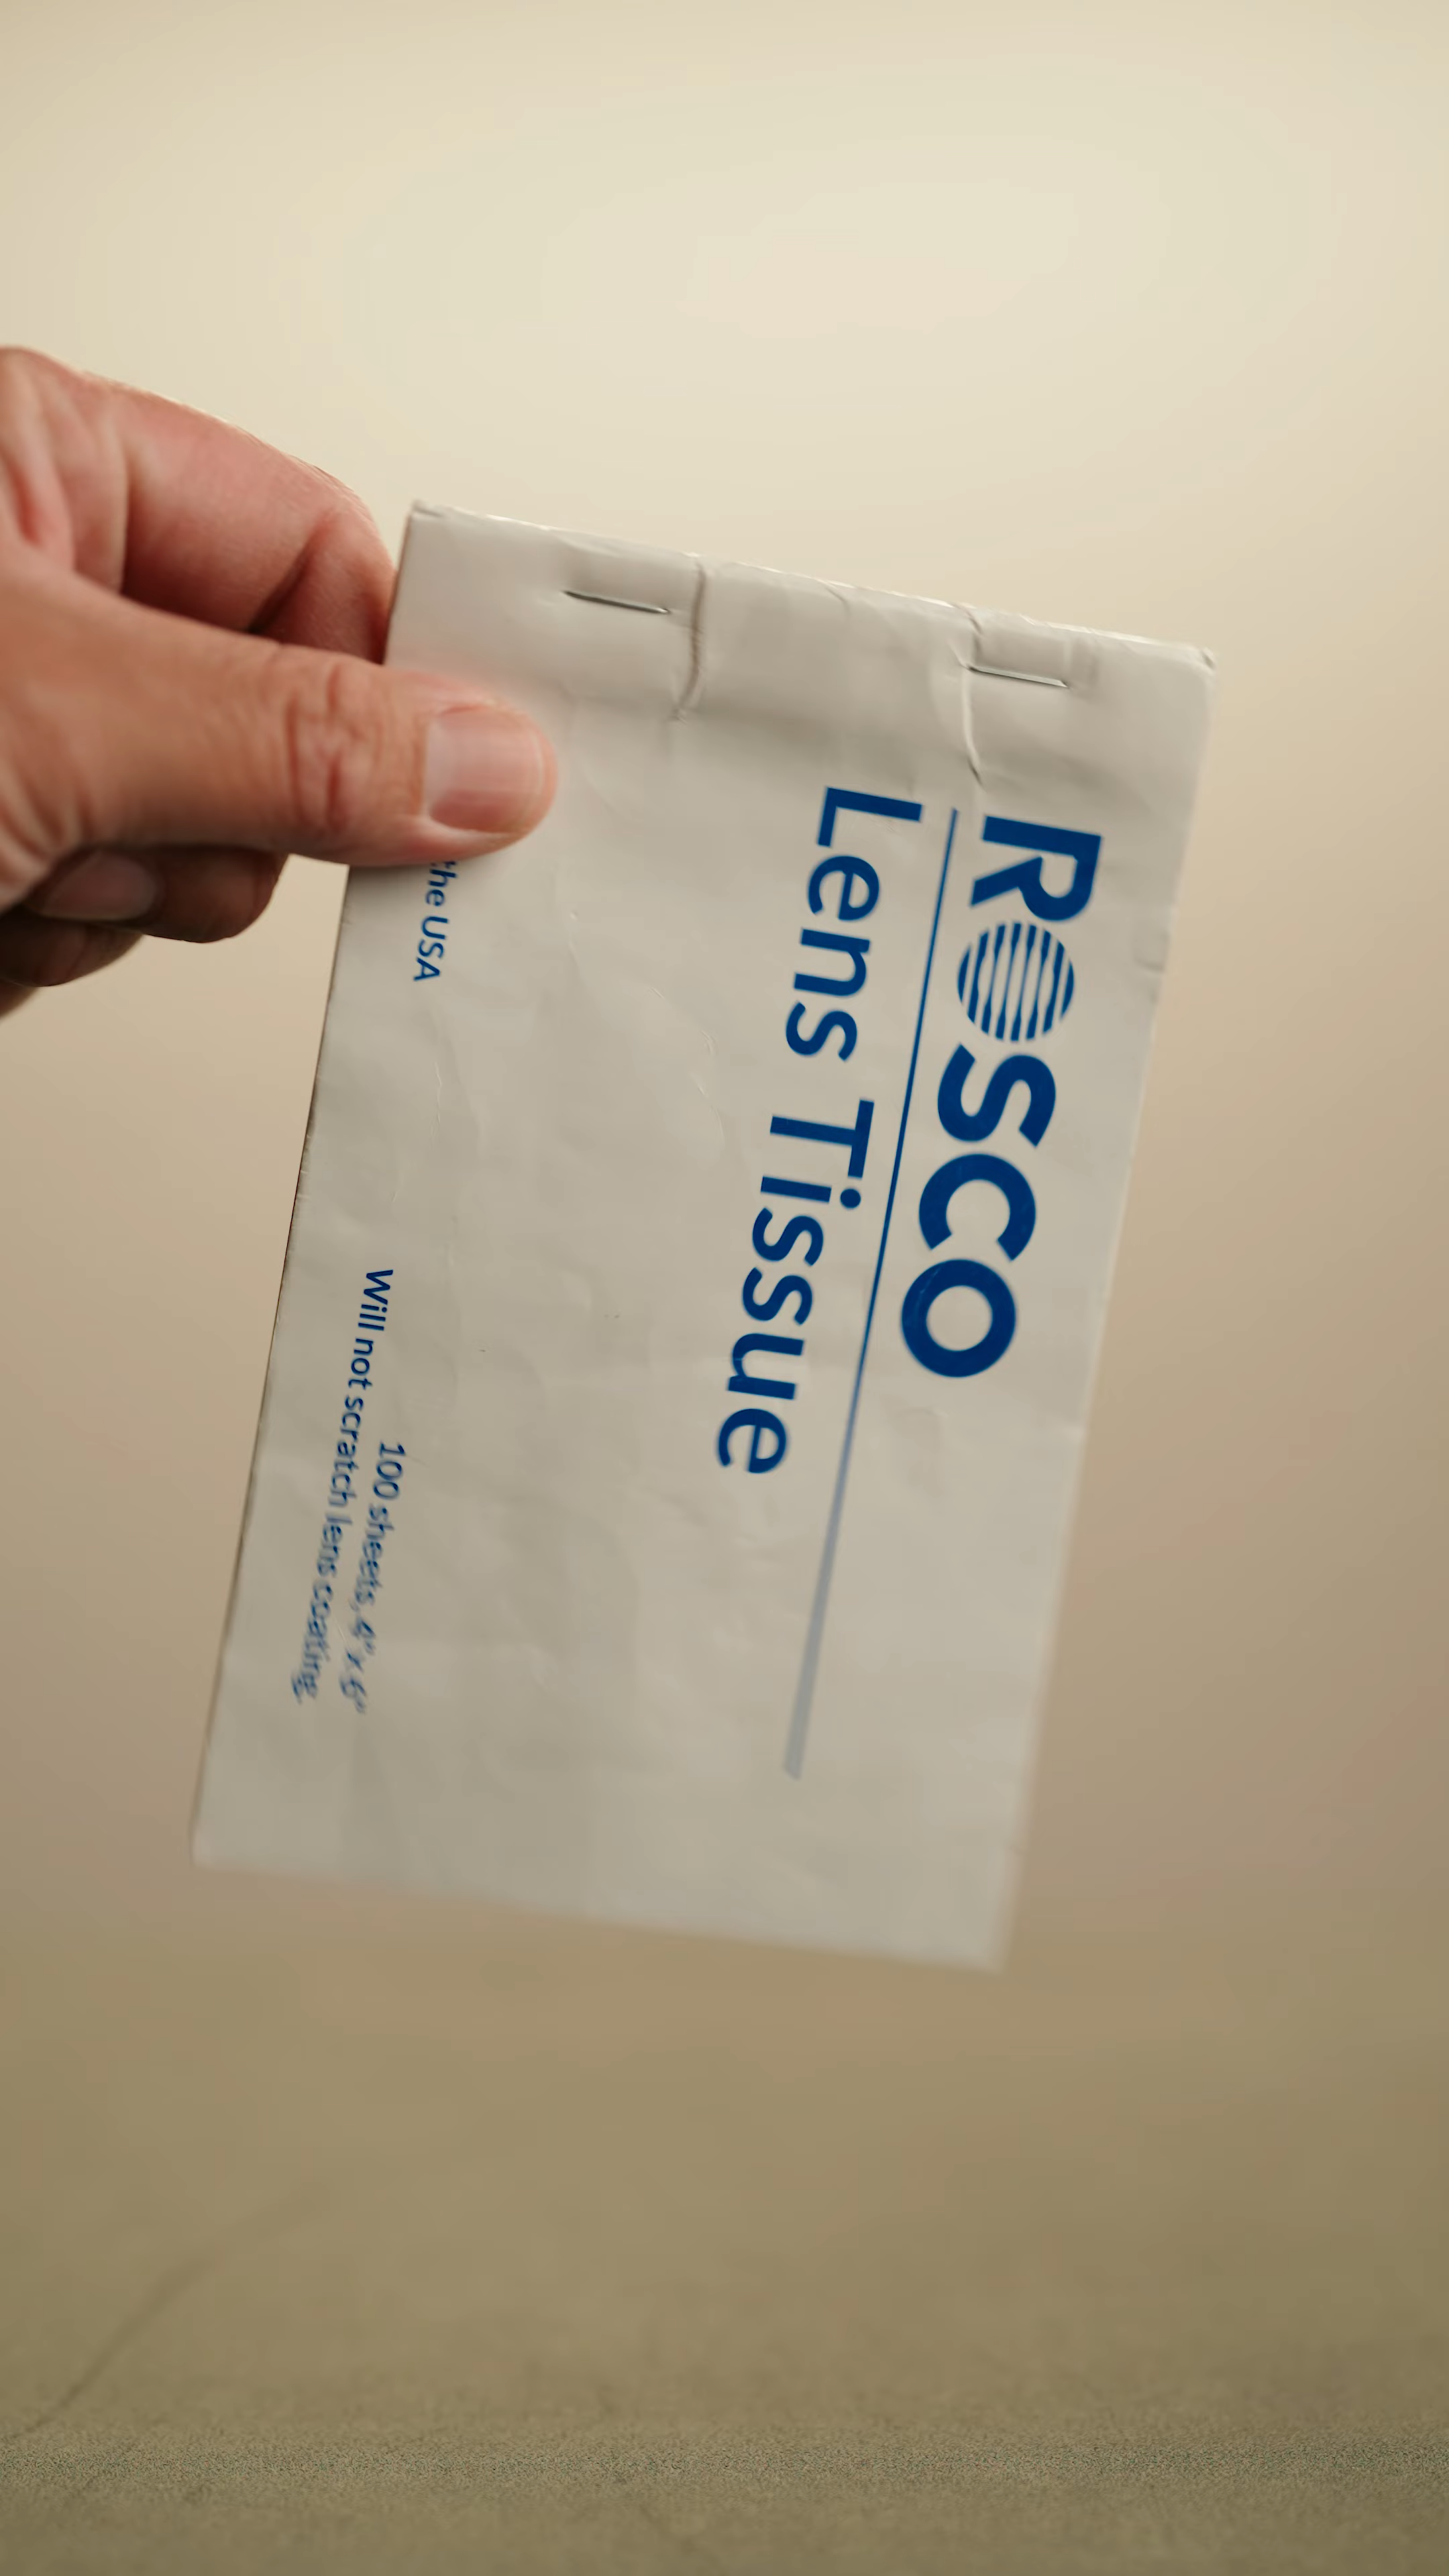 ROSCO
Lens Tissue
the USA
100 sheets, 4" x 6"
Will not scratch lens coating